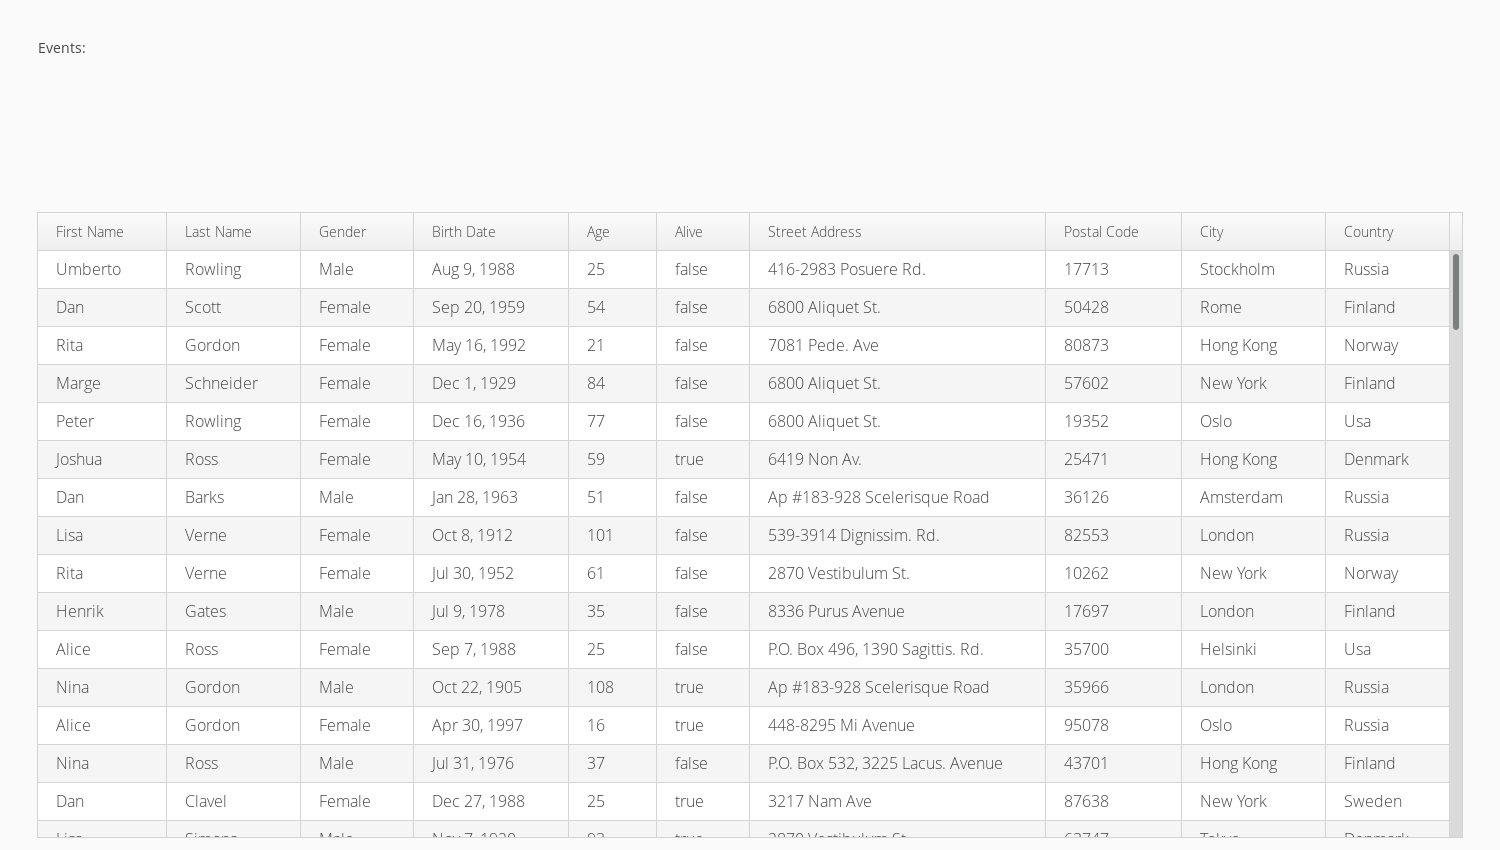 Events:
First Name Last Name Gender Birth Date Age Alive Street Address Postal Code City Country
Umberto Rowling Male Aug 9, 1988 25 false 416-2983 Posuere Rd. 17713 Stockholm Russia
Dan Scott Female Sep 20, 1959 54 false 6800 Aliquet St. 50428 Rome Finland
Rita Gordon Female May 16, 1992 21 false 7081 Pede. Ave 80873 Hong Kong Norway
Marge Schneider Female Dec 1, 1929 84 false 6800 Aliquet St. 57602 New York Finland
Peter Rowling Female Dec 16, 1936 77 false 6800 Aliquet St. 19352 Oslo Usa
Joshua Ross Female May 10, 1954 59 true 6419 Non Av. 25471 Hong Kong Denmark
Dan Barks Male Jan 28, 1963 51 false Ap #183-928 Scelerisque Road 36126 Amsterdam Russia
Lisa Verne Female Oct 8, 1912 101 false 539-3914 Dignissim. Rd. 82553 London Russia
Rita Verne Female Jul 30, 1952 61 false 2870 Vestibulum St. 10262 New York Norway
Henrik Gates Male Jul 9, 1978 35 false 8336 Purus Avenue 17697 London Finland
Alice Ross Female Sep 7, 1988 25 false P.O. Box 496, 1390 Sagittis. Rd. 35700 Helsinki Usa
Nina Gordon Male Oct 22, 1905 108 true Ap #183-928 Scelerisque Road 35966 London Russia
Alice Gordon Female Apr 30, 1997 16 true 448-8295 Mi Avenue 95078 Oslo Russia
Nina Ross Male Jul 31, 1976 37 false P.O. Box 532, 3225 Lacus. Avenue 43701 Hong Kong Finland
Dan Clavel Female Dec 27, 1988 25 true 3217 Nam Ave 87638 New York Sweden